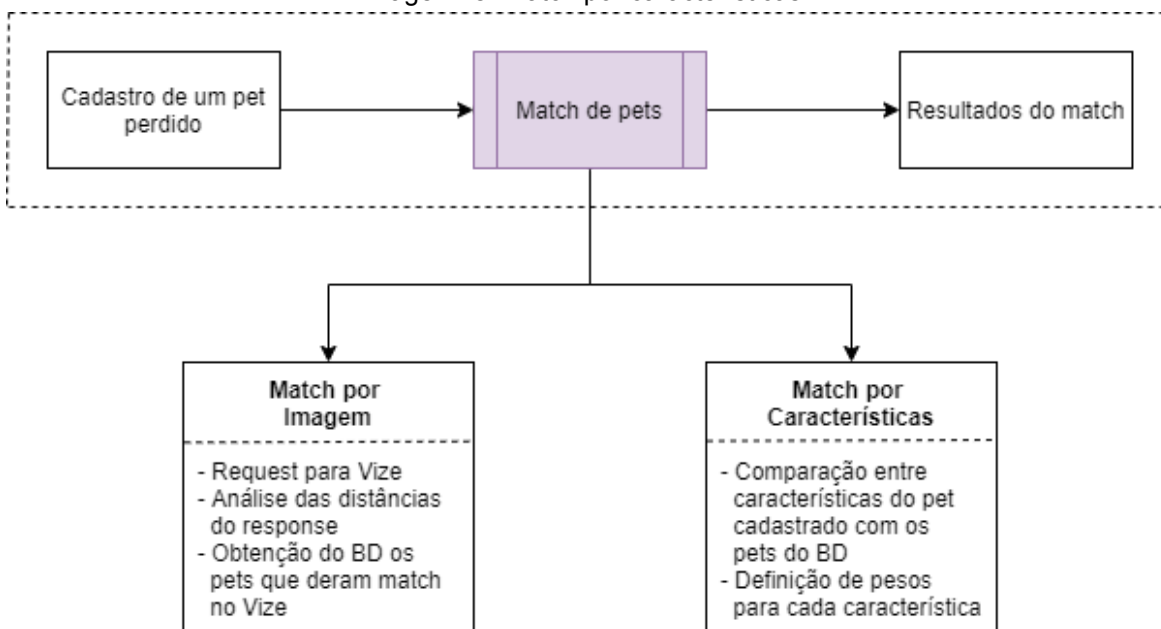 Cadastro de um pet
perdido
Match de pets
Resultados do match
Match por
Imagem
- Request para Vize
- Análise das distâncias
do response
- Obtenção do BD os
pets que deram match
no Vize
Match por
Características
- Comparação entre
características do pet
cadastrado com os
pets do BD
- Definição de pesos
para cada característica